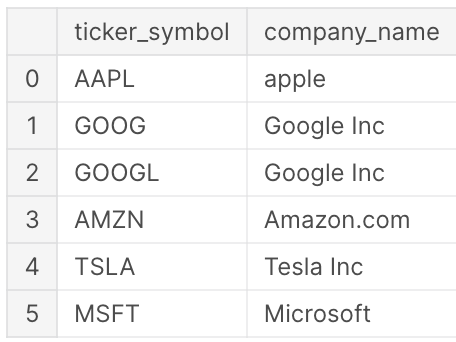 ticker_symbol company_name
0 AAPL apple
1 GOOG Google Inc
2 GOOGL Google Inc
3 AMZN Amazon.com
4 TSLA Tesla Inc
5 MSFT Microsoft